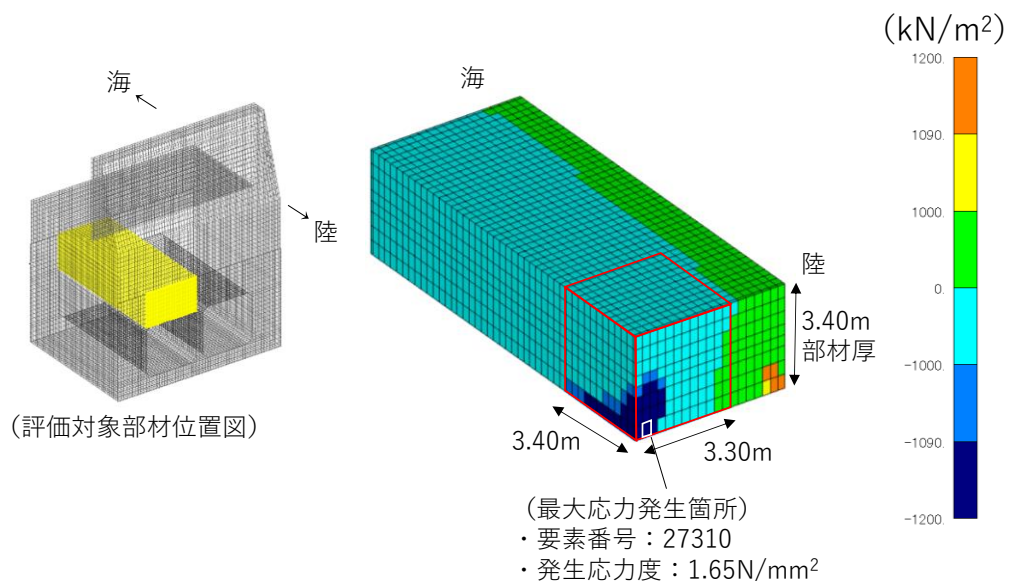 (kN/m²)
海
陸
(評価対象部材位置図)
海
陸
3.40m
部材厚
3.40m
3.30m
(最大応力発生箇所)
・要素番号：27310
・発生応力度：1.65N/mm²
1200.
1090.
1000.
0.
-1000.
-1090.
-1200.